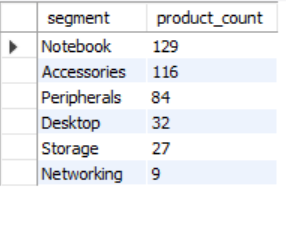 segment product_count
Notebook 129
Accessories 116
Peripherals 84
Desktop 32
Storage 27
Networking 9